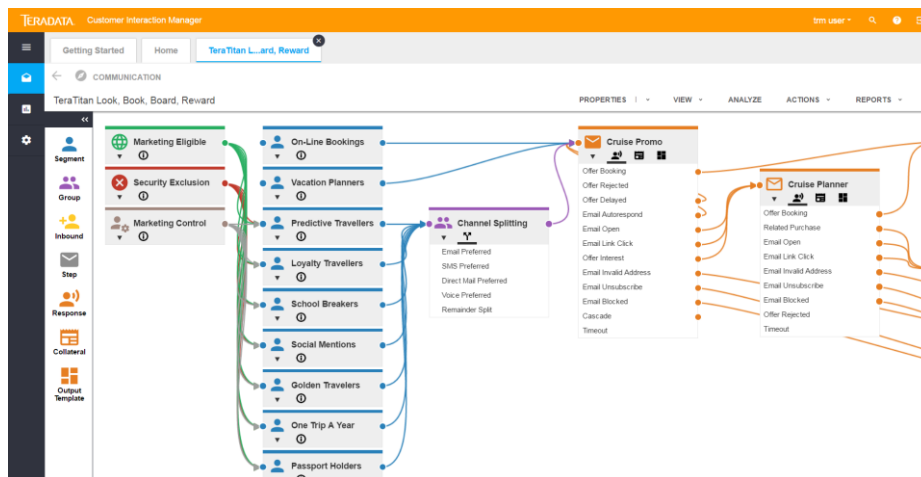 TERADATA. Customer Interaction Manager
trm user
Getting Started
Home
TeraTitan L...ard, Reward
COMMUNICATION
TeraTitan Look, Book, Board, Reward
PROPERTIES
VIEW
ANALYZE
ACTIONS
REPORTS
Segment
Group
Inbound
Step
Response
Collateral
Output
Template
Marketing Eligible
Security Exclusion
Marketing Control
On-Line Bookings
Vacation Planners
Predictive Travellers
Loyalty Travellers
School Breakers
Social Mentions
Golden Travelers
One Trip A Year
Passport Holders
Channel Splitting
Email Preferred
SMS Preferred
Direct Mail Preferred
Voice Preferred
Remainder Split
Cruise Promo
Offer Booking
Offer Rejected
Offer Delayed
Email Autorespond
Email Open
Email Link Click
Offer Interest
Email Invalid Address
Email Unsubscribe
Email Blocked
Cascade
Timeout
Cruise Planner
Offer Booking
Related Purchase
Email Open
Email Link Click
Email Invalid Address
Email Unsubscribe
Email Blocked
Offer Rejected
Timeout